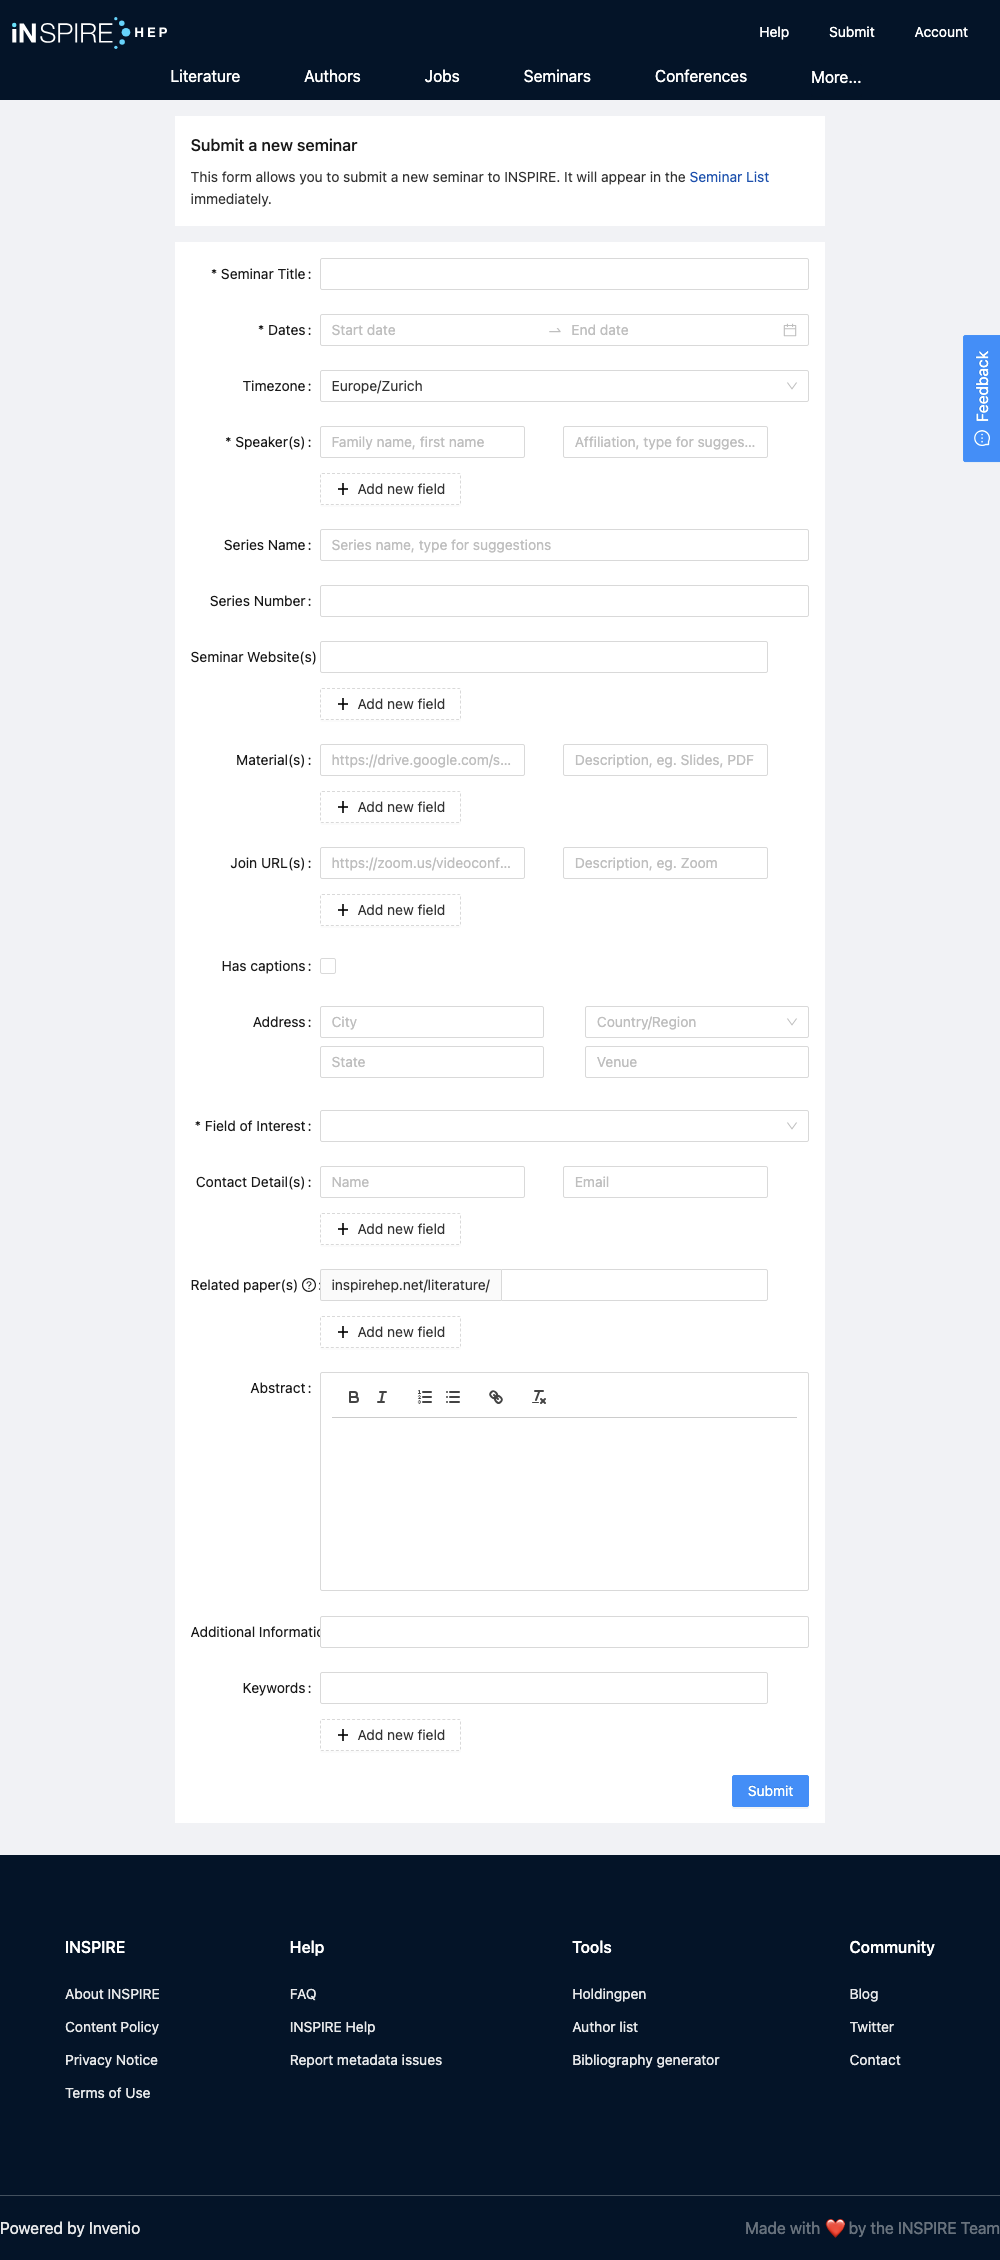 iNSPIRE HEP
Help Submit Account
Literature Authors Jobs Seminars Conferences More...
Submit a new seminar
This form allows you to submit a new seminar to INSPIRE. It will appear in the Seminar List
immediately.
* Seminar Title:
* Dates: Start date → End date
Timezone: Europe/Zurich
* Speaker(s): Family name, first name Affiliation, type for sugges...
+ Add new field
Series Name: Series name, type for suggestions
Series Number:
Seminar Website(s)
+ Add new field
Material(s): https://drive.google.com/s... Description, eg. Slides, PDF
+ Add new field
Join URL(s): https://zoom.us/videoconf... Description, eg. Zoom
+ Add new field
Has captions:
Address: City Country/Region
State Venue
* Field of Interest:
Contact Detail(s): Name Email
+ Add new field
Related paper(s) ?: inspirehep.net/literature/
+ Add new field
Abstract: B I
Additional Informatic
Keywords:
+ Add new field
Submit
Feedback
INSPIRE Help Tools Community
About INSPIRE FAQ Holdingpen Blog
Content Policy INSPIRE Help Author list Twitter
Privacy Notice Report metadata issues Bibliography generator Contact
Terms of Use
Powered by Invenio Made with ❤️ by the INSPIRE Team